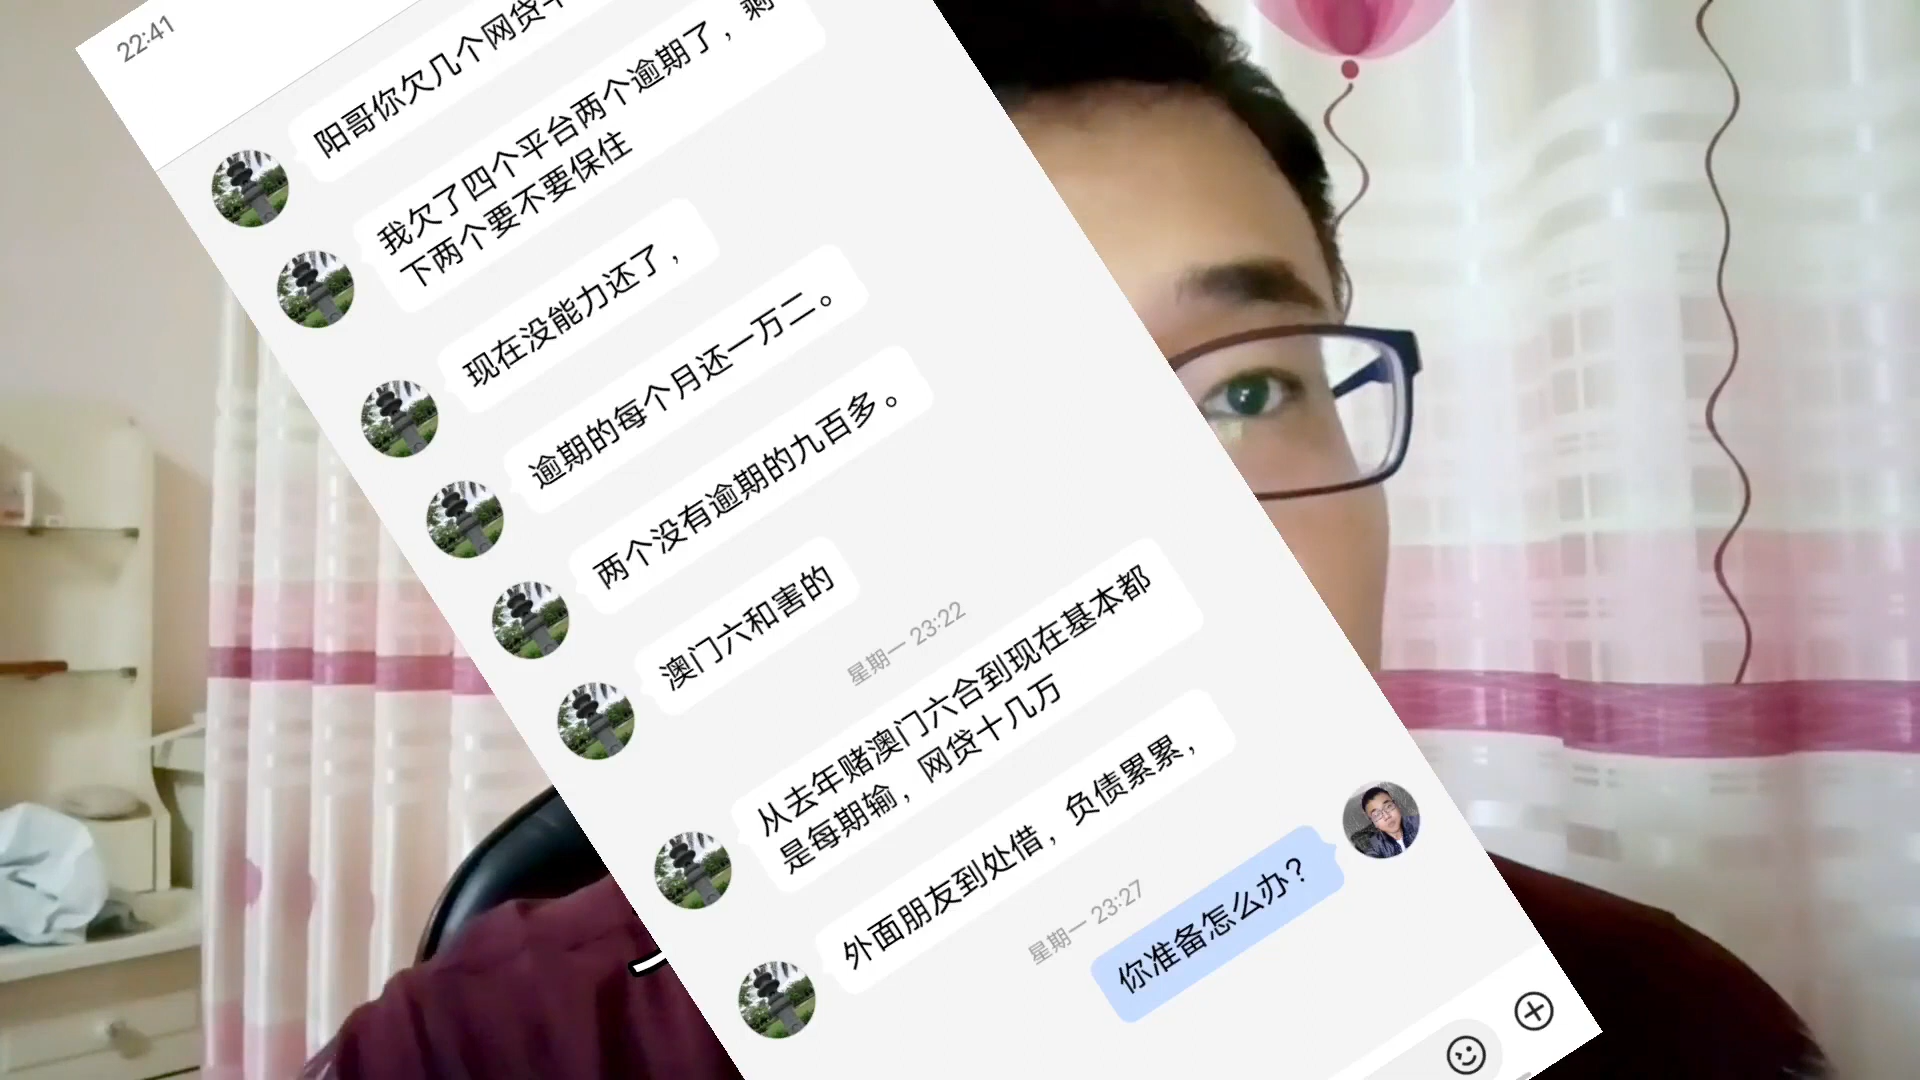 22:41
阳哥你欠几个网贷
我欠了四个平台两个逾期了，剩
下两个要不要保住
现在没能力还了，
逾期的每个月还一万二。
两个没有逾期的九百多。
澳门六和害的
星期一 23:22
从去年赌澳门六合到现在基本都
是每期输，网贷十几万
外面朋友到处借，负债累累，
星期一 23:27
你准备怎么办？